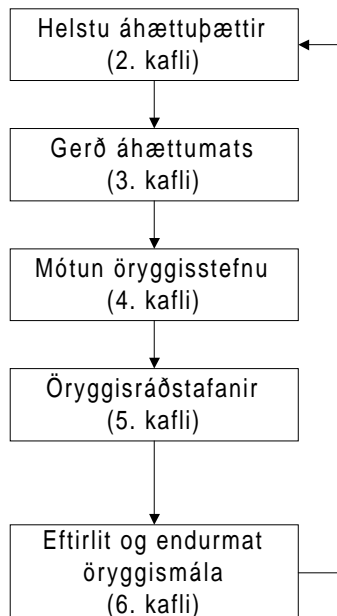 Helstu áhættuþættir
(2. kafli)
Gerð áhættumats
(3. kafli)
Mótun öryggisstefnu
(4. kafli)
Öryggisráðstafanir
(5. kafli)
Eftirlit og endurmat
öryggismála
(6. kafli)